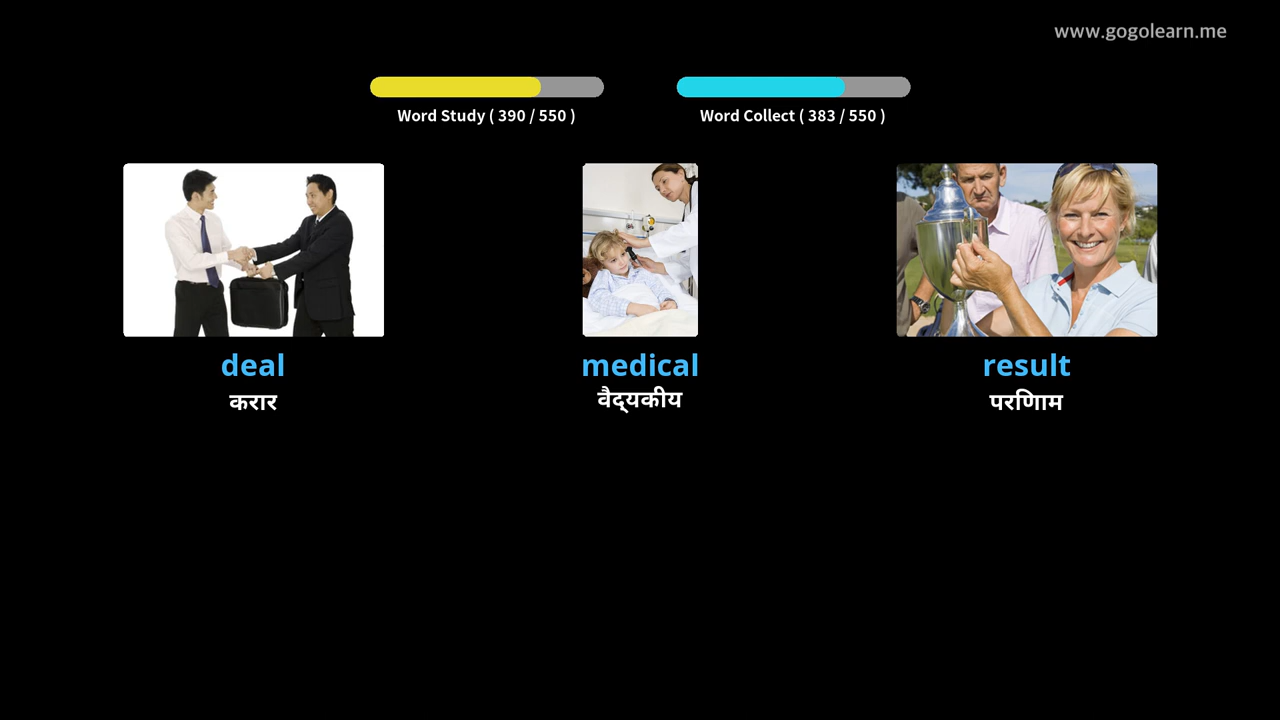 www.gogolearn.me
Word Study ( 390 / 550 )
Word Collect ( 383 / 550 )
deal
medical
result
करार
वैद्‌यकीय
परिणाम